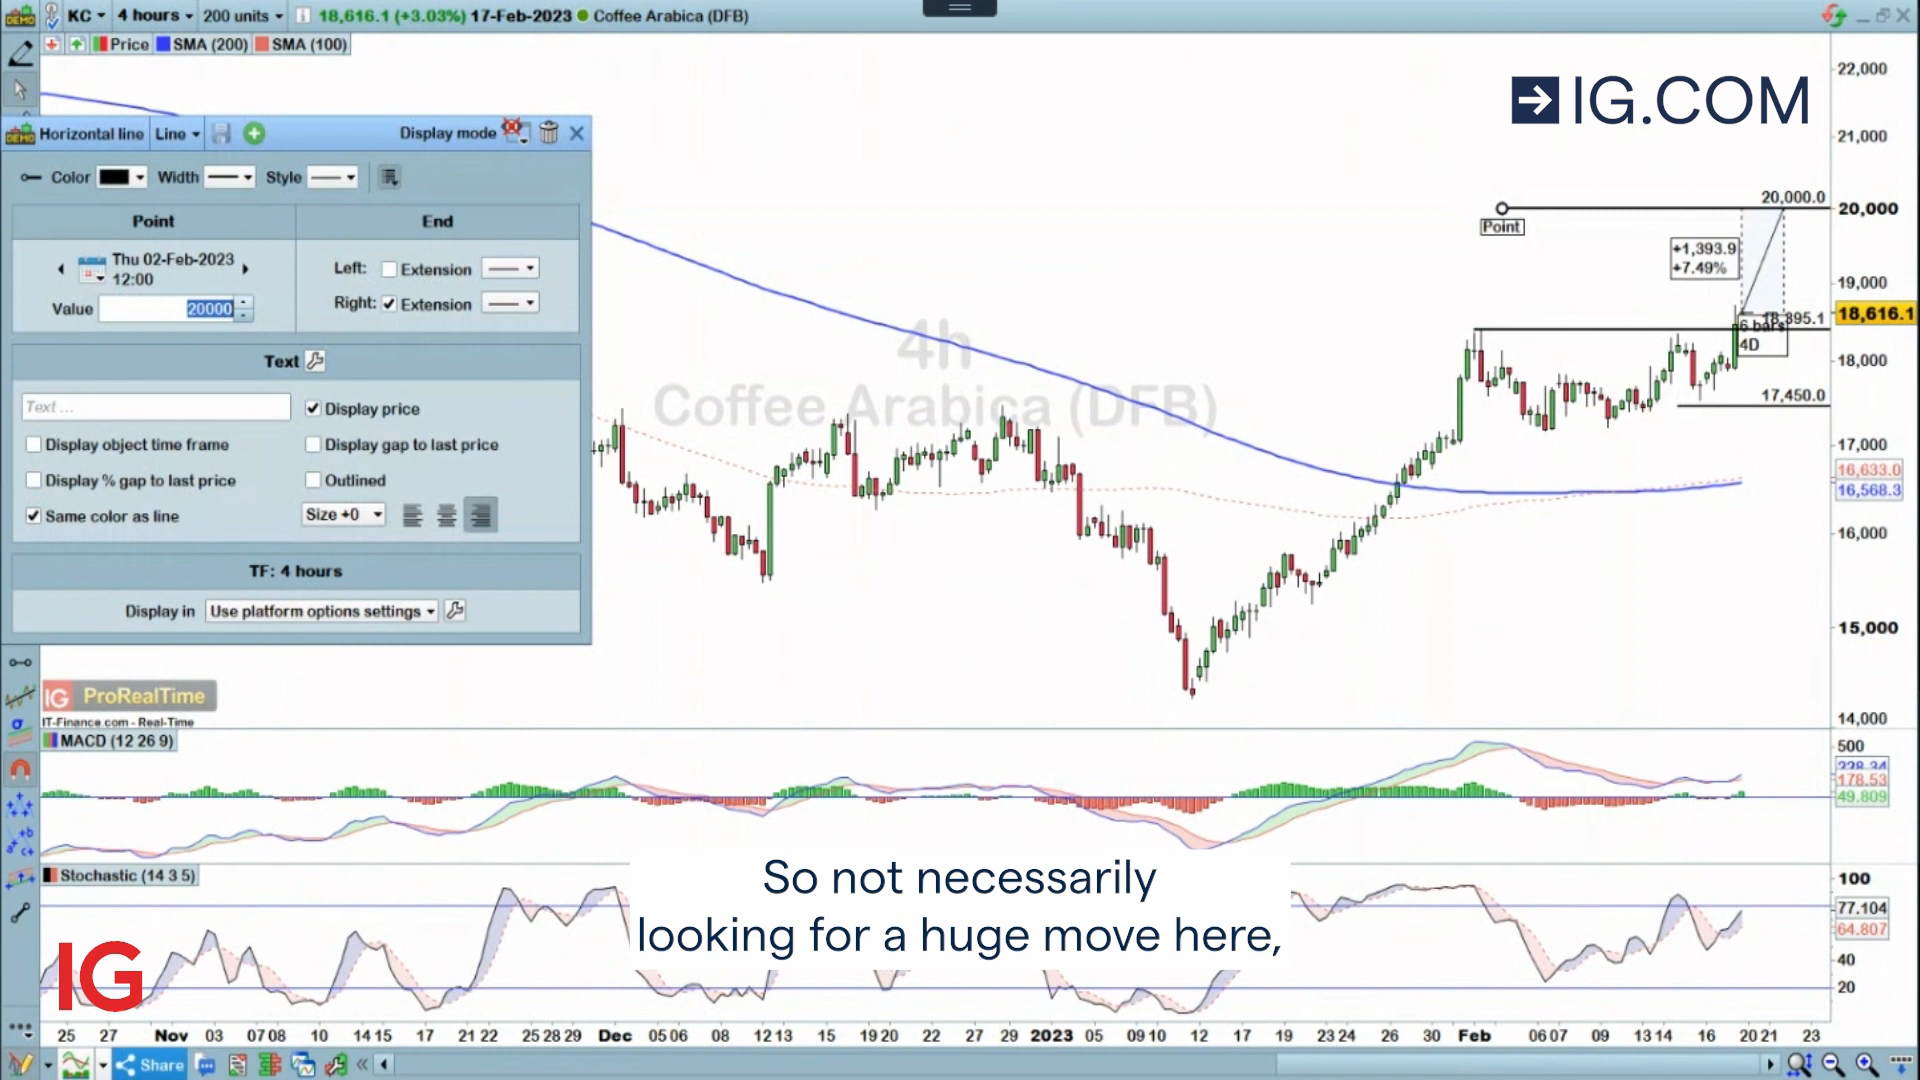 DEMO KC 4 hours 200 units 18,616.1 (+3.03%) 17-Feb-2023 Coffee Arabica (DFB)
Price SMA (200) SMA (100)
IG.COM
DEMO Horizontal line Line Display mode
Color Width Style
Point End
Thu 02-Feb-2023
12:00
Value 20000
Left: Extension
Right: Extension
Text
Text ...
Display price
Display object time frame
Display gap to last price
Display % gap to last price
Outlined
Same color as line
Size +0
TF: 4 hours
Display in Use platform options settings
4h
Coffee Arabica (DFB)
20,000.0
Point
+1,393.9
+7.49%
18,395.1
6 bars
4D
17,450.0
22,000
21,000
20,000
19,000
18,616.1
18,000
17,000
16,633.0
16,568.3
16,000
15,000
14,000
IG ProRealTime
IT-Finance.com - Real-Time
MACD (12 26 9)
500
228.34
178.53
49.809
Stochastic (14 3 5)
100
77.104
64.807
40
20
So not necessarily
looking for a huge move here,
IG
25 27 Nov 03 07 08 10 14 15 17 21 22 25 28 29 Dec 05 06 08 12 13 15 19 20 22 27 29 2023 05 09 10 12 17 19 23 24 26 30 Feb 06 07 09 13 14 16 20 21 23
Share